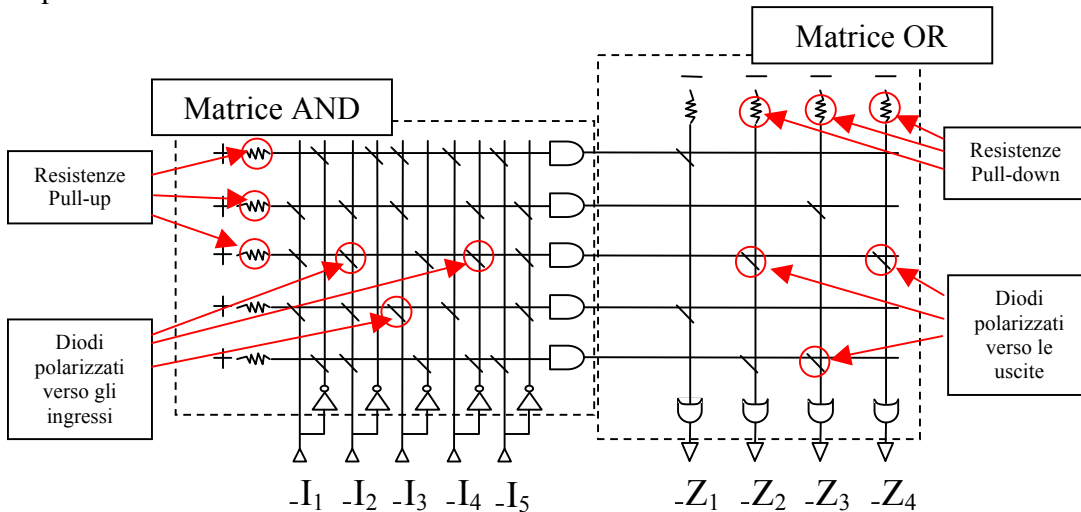 Matrice OR
Matrice AND
Resistenze
Pull-up
Resistenze
Pull-down
Diodi
polarizzati
verso gli
ingressi
Diodi
polarizzati
verso le
uscite
-I1 -I2 -I3 -I4 -I5 -Z1 -Z2 -Z3 -Z4